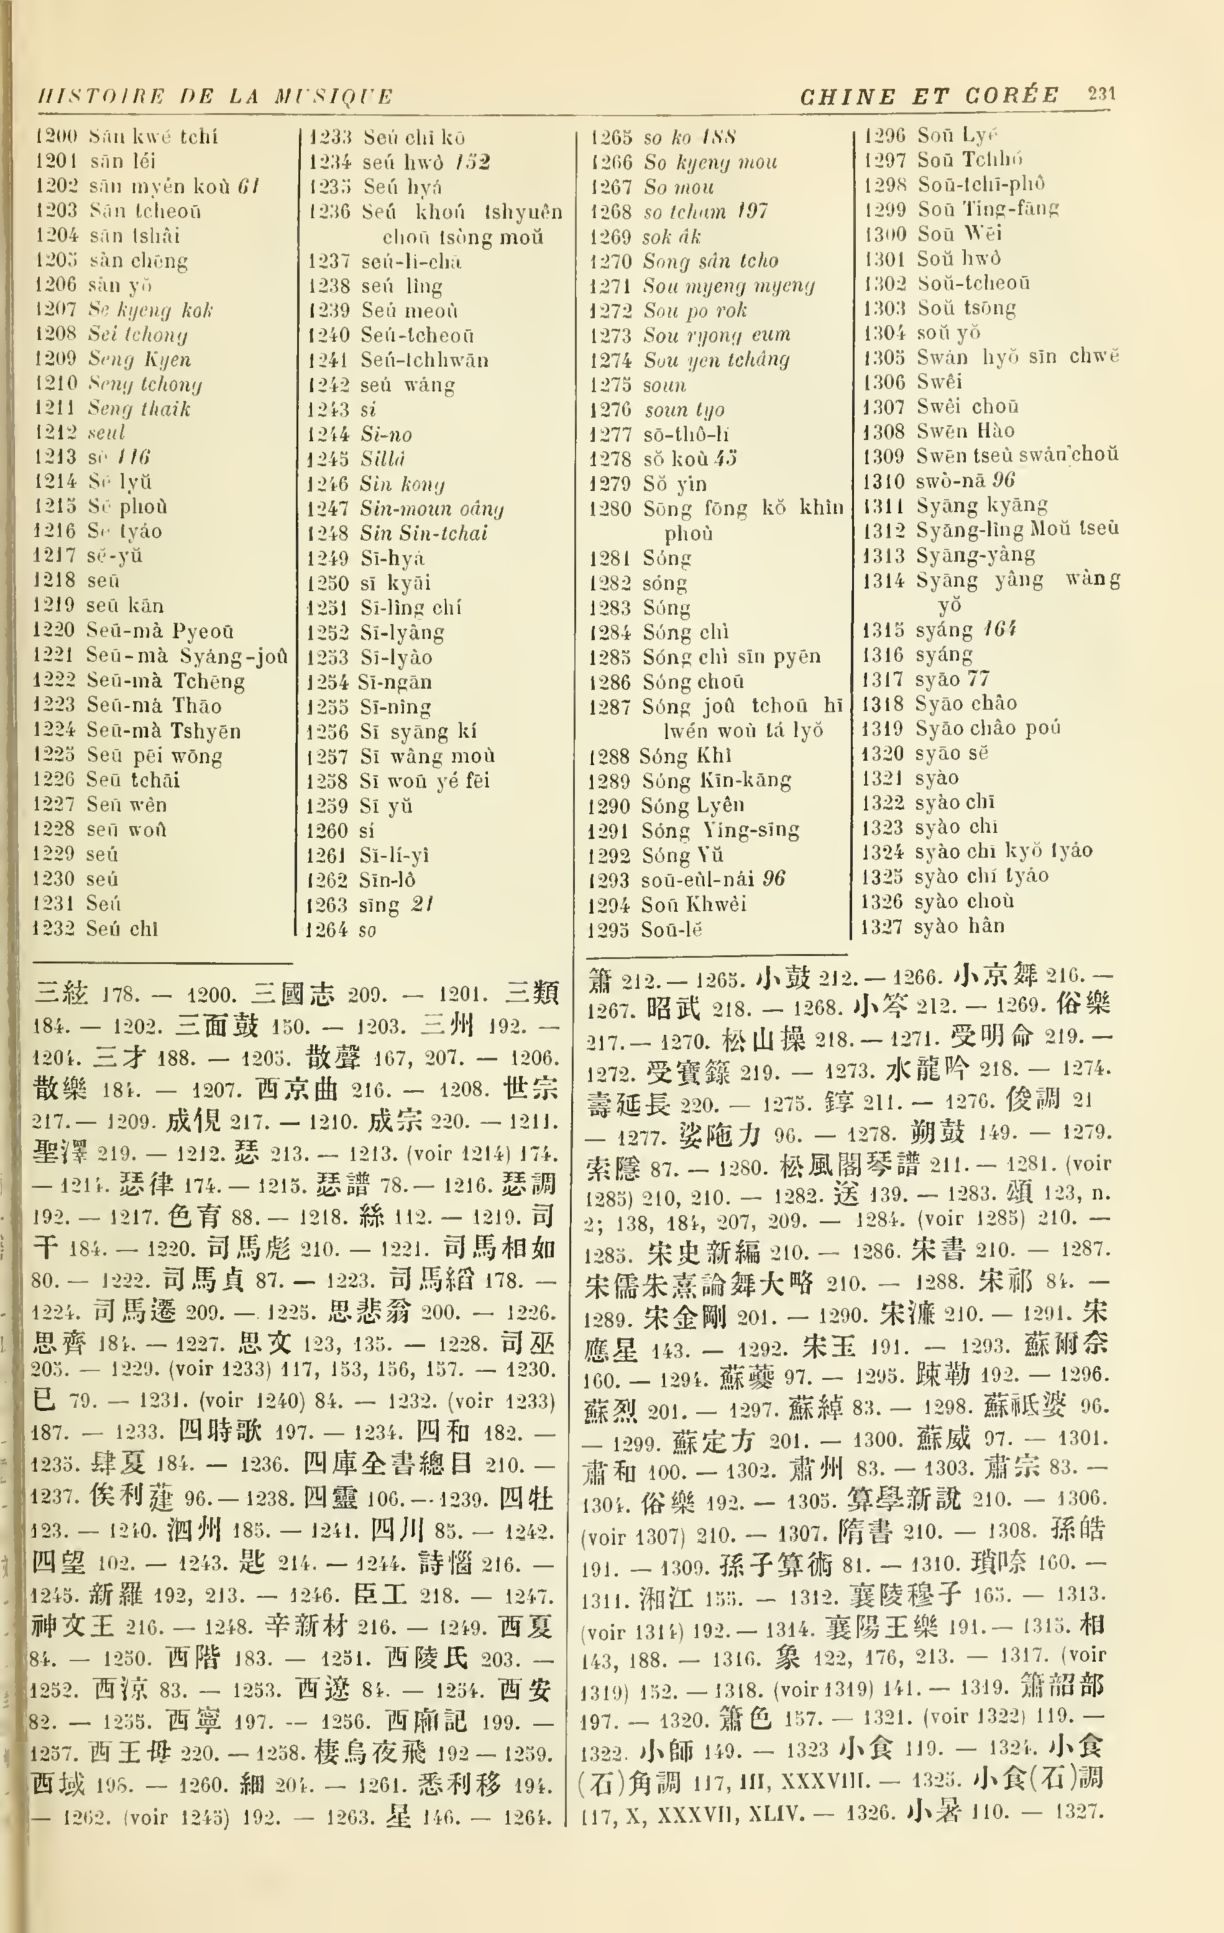 HISTOIRE DE LA MUSIQUE
CHINE ET CORÉE 231
1200 Sān kwé tchí
1201 sān léi
1202 sān myén koù 61
1203 Sān tcheoū
1204 sān tshâi
1205 sàn chēng
1206 sàn yŏ
1207 Se kyeng kok
1208 Sei tchong
1209 Seng Kyen
1210 Seng tchong
1211 Seng thaik
1212 seul
1213 sĕ 116
1214 Sĕ lyŭ
1215 Sĕ phoù
1216 Sĕ tyáo
1217 sĕ-yŭ
1218 seū
1219 seū kān
1220 Seū-mà Pyeoū
1221 Seū-mà Syáng-joû
1222 Seū-mà Tchēng
1223 Seū-mà Thāo
1224 Seū-mà Tshyēn
1225 Seū pēi wōng
1226 Seū tchāi
1227 Seū wên
1228 seū woû
1229 seú
1230 seú
1231 Seú
1232 Seú chî
1233 Seú chî kō
1234 seú hwô 152
1235 Seú hyá
1236 Seú khoú tshyuên
choū tsòng moŭ
1237 seú-lí-chā
1238 seú lîng
1239 Seú meoù
1240 Seú-tcheoū
1241 Seú-tchhwān
1242 seú wáng
1243 si
1244 Si-no
1245 Sillâ
1246 Sin kong
1247 Sin-moun oâng
1248 Sin Sin-tchai
1249 Sī-hyá
1250 sī kyāi
1251 Sī-lîng chí
1252 Sī-lyâng
1253 Sī-lyâo
1254 Sī-ngān
1255 Sī-nîng
1256 Sī syāng kí
1257 Sī wâng moù
1258 Sī woū yé fēi
1259 Sī yŭ
1260 sí
1261 Sĭ-lí-yî
1262 Sīn-lô
1263 sīng 21
1264 so
1265 so ko 188
1266 So kyeng mou
1267 So mou
1268 so tcham 197
1269 sok âk
1270 Song sân tcho
1271 Sou myeng myeng
1272 Sou po rok
1273 Sou ryong eum
1274 Sou yen tchâng
1275 soun
1276 soun tyo
1277 sō-thô-lí
1278 sŏ koù 45
1279 Sŏ yìn
1280 Sōng fōng kŏ khîn
phoù
1281 Sóng
1282 sóng
1283 Sóng
1284 Sóng chì
1285 Sóng chì sīn pyēn
1286 Sóng choū
1287 Sóng joû tchoū hī
lwén woù tá lyŏ
1288 Sóng Khî
1289 Sóng Kīn-kāng
1290 Sóng Lyên
1291 Sóng Yíng-sīng
1292 Sóng Yŭ
1293 soū-eùl-nái 96
1294 Soū Khwêi
1295 Soū-lĕ
1296 Soū Lyĕ
1297 Soū Tchhó
1298 Soū-tchī-phô
1299 Soū Tíng-fāng
1300 Soū Wēi
1301 Soŭ hwô
1302 Soŭ-tcheoū
1303 Soŭ tsōng
1304 soŭ yŏ
1305 Swán hyŏ sīn chwĕ
1306 Swêi
1307 Swêi choū
1308 Swēn Hào
1309 Swēn tseù swán choŭ
1310 swò-nā 96
1311 Syāng kyāng
1312 Syāng-lîng Moŭ tseù
1313 Syāng-yâng
1314 Syāng yâng wàng
yŏ
1315 syáng 164
1316 syáng
1317 syāo 77
1318 Syāo châo
1319 Syāo châo poú
1320 syāo sĕ
1321 syào
1322 syào chī
1323 syào chĭ
1324 syào chĭ kyŏ tyáo
1325 syào chĭ tyáo
1326 syào choù
1327 syào hân
三絃 178. — 1200. 三國志 209. — 1201. 三類
184. — 1202. 三面鼓 150. — 1203. 三州 192. —
1204. 三才 188. — 1205. 散聲 167, 207. — 1206.
散樂 184. — 1207. 西京曲 216. — 1208. 世宗
217. — 1209. 成俔 217. — 1210. 成宗 220. — 1211.
聖澤 219. — 1212. 瑟 213. — 1213. (voir 1214) 174.
— 1214. 瑟律 174. — 1215. 瑟譜 78. — 1216. 瑟調
192. — 1217. 色育 88. — 1218. 絲 112. — 1219. 司
干 184. — 1220. 司馬彪 210. — 1221. 司馬相如
80. — 1222. 司馬貞 87. — 1223. 司馬縚 178. —
1224. 司馬遷 209. — 1225. 思悲翁 200. — 1226.
思齊 184. — 1227. 思文 123, 135. — 1228. 司巫
205. — 1229. (voir 1233) 117, 153, 156, 157. — 1230.
巳 79. — 1231. (voir 1240) 84. — 1232. (voir 1233)
187. — 1233. 四時歌 197. — 1234. 四和 182. —
1235. 肆夏 184. — 1236. 四庫全書總目 210. —
1237. 俟利𦲷 96. — 1238. 四靈 106. — 1239. 四牡
123. — 1240. 泗州 185. — 1241. 四川 85. — 1242.
四望 102. — 1243. 匙 214. — 1244. 詩惱 216. —
1245. 新羅 192, 213. — 1246. 臣工 218. — 1247.
神文王 216. — 1248. 辛新材 216. — 1249. 西夏
84. — 1250. 西階 183. — 1251. 西陵氏 203. —
1252. 西涼 83. — 1253. 西遼 84. — 1254. 西安
82. — 1255. 西寧 197. — 1256. 西廂記 199. —
1257. 西王母 220. — 1258. 棲烏夜飛 192 — 1259.
西域 195. — 1260. 細 204. — 1261. 悉利移 194.
— 1262. (voir 1245) 192. — 1263. 星 146. — 1264.
簫 212. — 1265. 小鼓 212. — 1266. 小京舞 216. —
1267. 昭武 218. — 1268. 小岑 212. — 1269. 俗樂
217. — 1270. 松山操 218. — 1271. 受明命 219. —
1272. 受寶籙 219. — 1273. 水龍吟 218. — 1274.
壽延長 220. — 1275. 錞 211. — 1276. 俊調 21
— 1277. 娑陁力 96. — 1278. 朔鼓 149. — 1279.
索隱 87. — 1280. 松風閣琴譜 211. — 1281. (voir
1285) 210, 210. — 1282. 送 139. — 1283. 頌 123, n.
2; 138, 184, 207, 209. — 1284. (voir 1285) 210. —
1285. 宋史新編 210. — 1286. 宋書 210. — 1287.
宋儒朱熹論舞大略 210. — 1288. 宋祁 84. —
1289. 宋金剛 201. — 1290. 宋濂 210. — 1291. 宋
應星 143. — 1292. 宋玉 191. — 1293. 蘇爾奈
160. — 1294. 蘇夔 97. — 1295. 踈勒 192. — 1296.
蘇烈 201. — 1297. 蘇綽 83. — 1298. 蘇祗婆 96.
— 1299. 蘇定方 201. — 1300. 蘇威 97. — 1301.
肅和 100. — 1302. 肅州 83. — 1303. 肅宗 83. —
1304. 俗樂 192. — 1305. 算學新說 210. — 1306.
(voir 1307) 210. — 1307. 隋書 210. — 1308. 孫皓
191. — 1309. 孫子算術 81. — 1310. 瑣㖠 160. —
1311. 湘江 155. — 1312. 襄陵穆子 165. — 1313.
(voir 1314) 192. — 1314. 襄陽王樂 191. — 1315. 相
143, 188. — 1316. 象 122, 176, 213. — 1317. (voir
1319) 152. — 1318. (voir 1319) 141. — 1319. 簫韶部
197. — 1320. 簫色 157. — 1321. (voir 1322) 119. —
1322. 小師 149. — 1323 小食 119. — 1324. 小食
(石)角調 117, III, XXXVIII. — 1325. 小食(石)調
117, X, XXXVII, XLIV. — 1326. 小暑 110. — 1327.